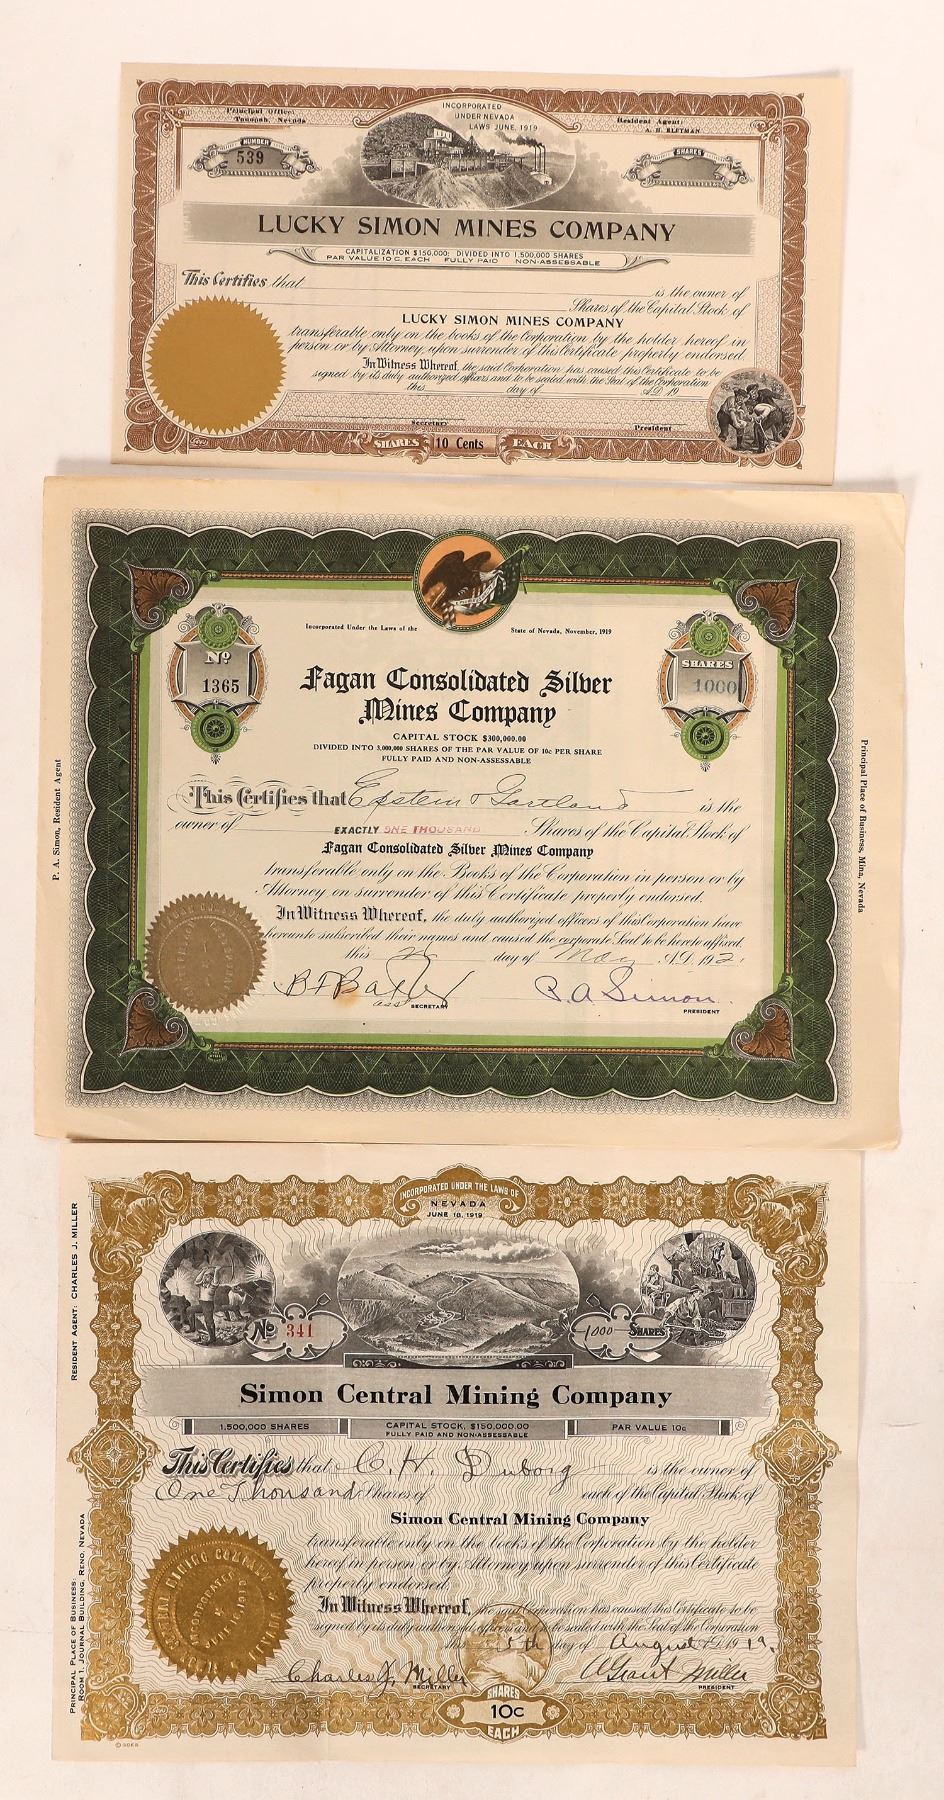 INCORPORATED
UNDER NEVADA
LAWS JUNE, 1919
Principal Office:
Tonopah, Nevada
Resident Agent:
A. H. ELFTMAN
NUMBER
539
SHARES
LUCKY SIMON MINES COMPANY
CAPITALIZATION $150,000; DIVIDED INTO 1,500,000 SHARES
PAR VALUE 10 C. EACH FULLY PAID NON-ASSESSABLE
This Certifies that is the owner of
Shares of the Capital Stock of
LUCKY SIMON MINES COMPANY
transferable only on the books of the Corporation by the holder hereof in
person or by Attorney upon surrender of this Certificate properly endorsed
In Witness Whereof, the said Corporation has caused this Certificate to be
signed by its duly authorized officers and to be sealed with the Seal of the Corporation
this day of A.D. 19
Secretary
President
SHARES 10 Cents EACH
Incorporated Under the Laws of the State of Nevada, November, 1919
No
1365
SHARES
1000
Fagan Consolidated Silver
Mines Company
CAPITAL STOCK $300,000.00
DIVIDED INTO 3,000,000 SHARES OF THE PAR VALUE OF 10c PER SHARE
FULLY PAID AND NON-ASSESSABLE
This Certifies that Epstein & Gartland is the
owner of EXACTLY ONE THOUSAND Shares of the Capital Stock of
Fagan Consolidated Silver Mines Company
transferable only on the Books of the Corporation in person or by
Attorney on surrender of this Certificate properly endorsed.
In Witness Whereof, the duly authorized officers of this Corporation have
hereunto subscribed their names and caused the corporate Seal to be hereto affixed.
this day of May A.D. 192
B F Baxter
asst SECRETARY
P. A. Simon.
PRESIDENT
P. A. Simon, Resident Agent
Principal Place of Business, Mina, Nevada
INCORPORATED UNDER THE LAWS OF
NEVADA
JUNE 18, 1919
No 341
1000 SHARES
Simon Central Mining Company
1,500,000 SHARES
CAPITAL STOCK, $150,000.00
FULLY PAID AND NON-ASSESSABLE
PAR VALUE 10c
This Certifies that C. H. Duborg is the owner of
One Thousand Shares of each of the Capital Stock of
Simon Central Mining Company
transferable only on the books of the Corporation by the holder
hereof in person or by Attorney upon surrender of this Certificate
properly endorsed.
In Witness Whereof, the said Corporation has caused this Certificate to be
signed by its duly authorized officers and to be sealed with the Seal of the Corporation
this 5th day of August A.D. 1919.
Charles J. Miller
SECRETARY
A Grant Miller
PRESIDENT
SHARES
10c
EACH
RESIDENT AGENT: CHARLES J. MILLER
PRINCIPAL PLACE OF BUSINESS:
ROOM 1, JOURNAL BUILDING, RENO, NEVADA
© GOES